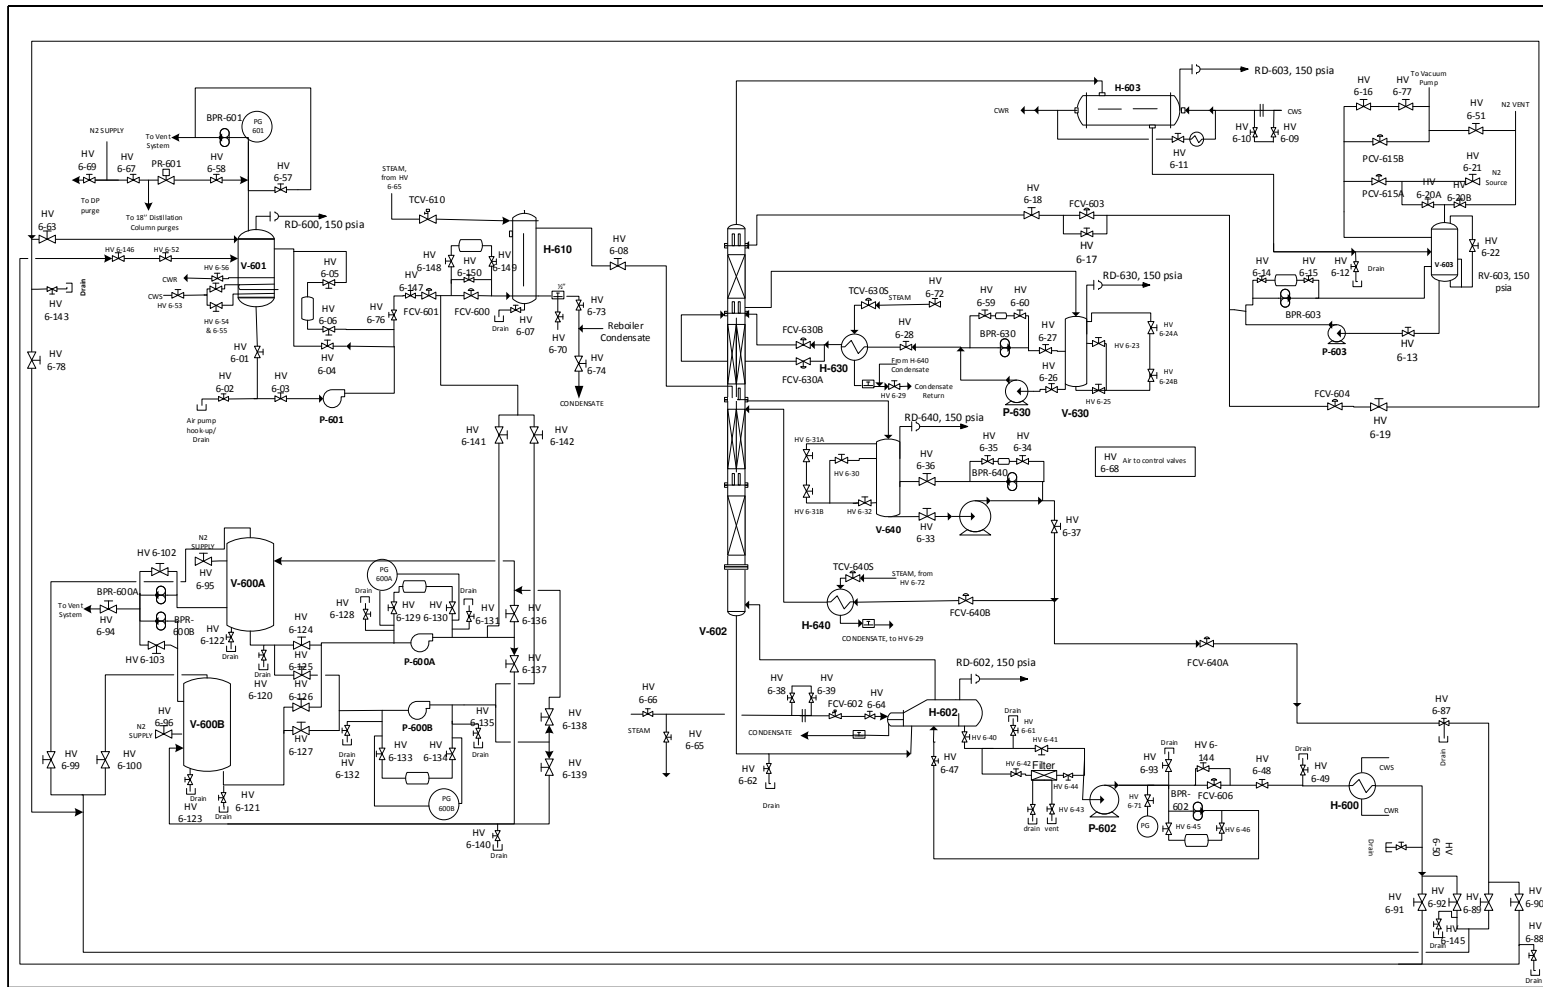 RD-603, 150 psia
H-603
CWR
CWS
HV
6-10
HV
6-09
HV
6-11
To Vacuum
Pump
HV
6-16
HV
6-77
N2 VENT
HV
6-51
PCV-615B
HV
6-21
N2
Source
PCV-615A
HV
6-20A
HV
6-20B
HV
6-22
V-603
RV-603, 150
psia
HV
6-12
Drain
HV
6-14
HV
6-15
BPR-603
P-603
HV
6-13
FCV-604
HV
6-19
HV
6-68
Air to control valves
BPR-601
PG
601
N2 SUPPLY
To Vent
System
HV
6-69
HV
6-67
PR-601
HV
6-58
HV
6-57
To DP
purge
To 18" Distillation
Column purges
RD-600, 150 psia
HV
6-63
HV 6-146
HV 6-52
V-601
HV 6-56
CWR
CWS
HV 6-53
HV 6-54
& 6-55
HV
6-143
Drain
HV
6-78
HV
6-05
HV
6-06
HV
6-04
HV
6-76
HV
6-01
HV
6-02
HV
6-03
P-601
Air pump
hook-up/
Drain
STEAM,
from HV
6-65
TCV-610
H-610
HV
6-08
HV
6-148
HV
6-150
HV
6-149
HV
6-147
FCV-601
FCV-600
Drain
HV
6-07
½"
HV
6-73
HV
6-70
Reboiler
Condensate
HV
6-74
CONDENSATE
HV
6-141
HV
6-142
HV
6-18
FCV-603
HV
6-17
RD-630, 150 psia
TCV-630S
STEAM
HV
6-72
HV
6-59
HV
6-60
FCV-630B
HV
6-28
BPR-630
HV
6-27
HV 6-23
HV
6-24A
H-630
FCV-630A
From H-640
Condensate
HV 6-29
Condensate
Return
HV
6-26
HV
6-24B
HV 6-25
P-630
V-630
RD-640, 150 psia
HV 6-31A
HV 6-30
HV 6-31B
HV 6-32
V-640
HV
6-36
HV
6-35
HV
6-34
BPR-640
HV
6-33
HV
6-37
TCV-640S
STEAM, from
HV 6-72
H-640
FCV-640B
CONDENSATE, to HV 6-29
V-602
FCV-640A
RD-602, 150 psia
HV
6-66
STEAM
HV
6-65
HV
6-38
HV
6-39
FCV-602
HV
6-64
H-602
CONDENSATE
HV
6-62
Drain
HV
6-47
HV 6-40
Drain
HV
6-61
HV 6-41
HV 6-42
Filter
HV 6-44
HV 6-43
drain
vent
P-602
Drain
HV
6-93
HV 6-
144
HV
6-48
Drain
HV
6-49
HV
6-71
PG
BPR-
602
FCV-606
HV 6-45
HV 6-46
CWS
H-600
CWR
HV
6-87
Drain
Drain
HV
6-50
HV
6-91
HV
6-92
HV
6-89
HV
6-90
Drain
HV
6-145
HV
6-88
Drain
N2
SUPPLY
HV 6-102
HV
6-95
V-600A
BPR-600A
To Vent
System
HV
6-94
BPR-
600B
HV 6-103
HV
6-122
Drain
HV
6-124
Drain
HV
6-120
HV
6-125
HV
6-126
HV
6-127
V-600B
HV
6-96
N2
SUPPLY
HV
6-99
HV
6-100
Drain
HV
6-123
HV
6-121
Drain
PG
600A
Drain
HV
6-128
HV
6-129
HV
6-130
Drain
HV
6-131
HV
6-136
P-600A
HV
6-137
P-600B
HV
6-135
Drain
Drain
HV
6-132
HV
6-133
HV
6-134
PG
600B
HV
6-138
HV
6-139
HV
6-140
Drain